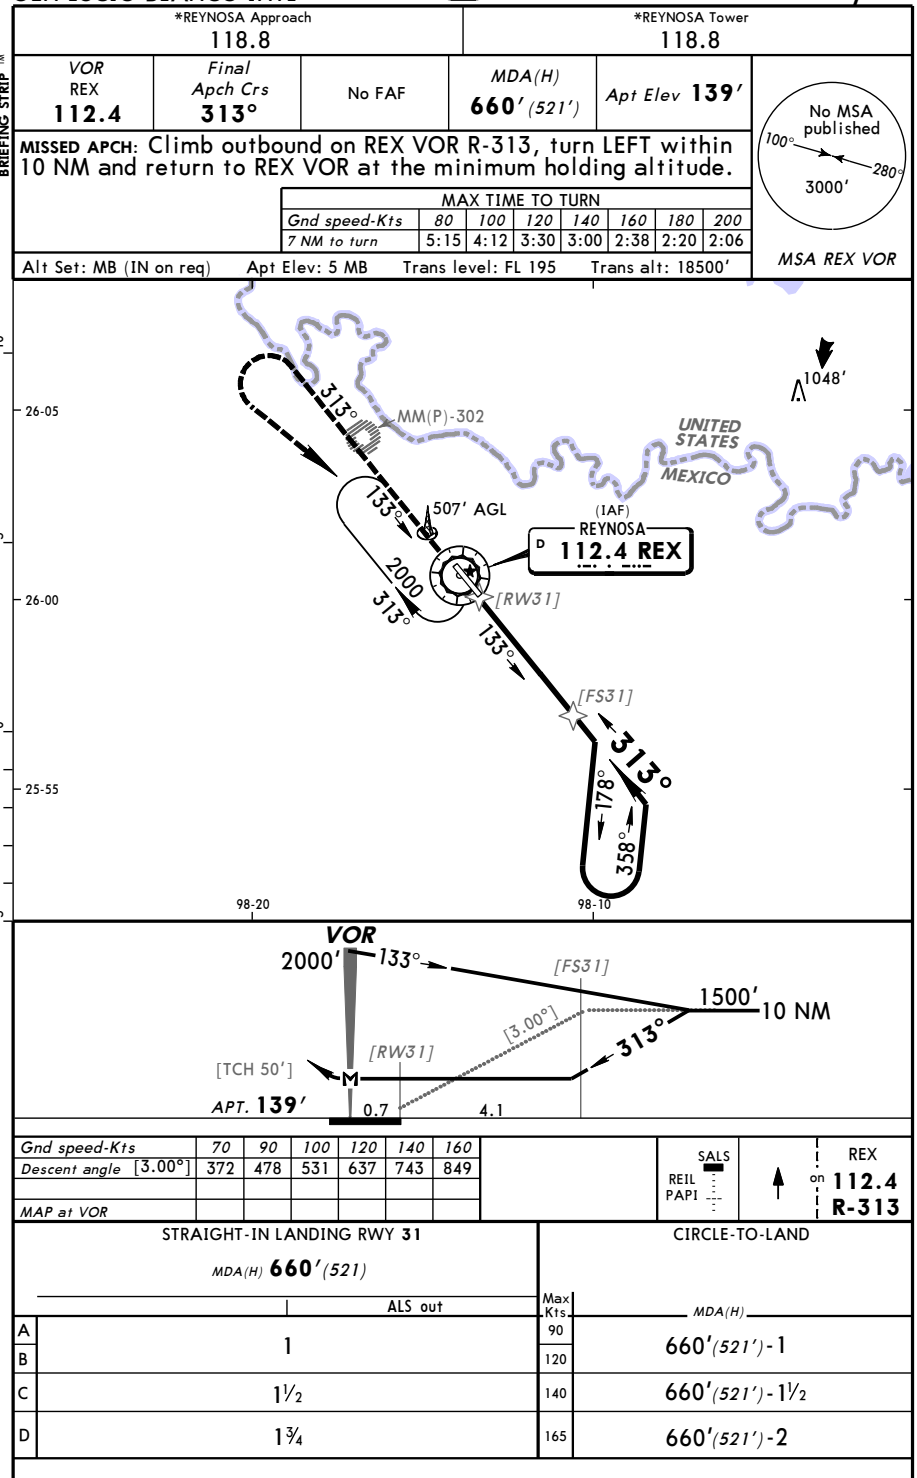 *REYNOSA Approach
118.8
*REYNOSA Tower
118.8
BRIEFING STRIP TM
VOR
REX
112.4
Final
Apch Crs
313°
No FAF
MDA(H)
660' (521')
Apt Elev 139'
MISSED APCH: Climb outbound on REX VOR R-313, turn LEFT within
10 NM and return to REX VOR at the minimum holding altitude.
MAX TIME TO TURN
Gnd speed-Kts 80 100 120 140 160 180 200
7 NM to turn 5:15 4:12 3:30 3:00 2:38 2:20 2:06
Alt Set: MB (IN on req) Apt Elev: 5 MB Trans level: FL 195 Trans alt: 18500'
No MSA
published
100°
280°
3000'
MSA REX VOR
1048'
26-05
313°
MM(P)-302
UNITED
STATES
MEXICO
133°
507' AGL
(IAF)
REYNOSA
D 112.4 REX
2000
313°
26-00
[RW31]
133°
[FS31]
313°
25-55
178°
358°
98-20
98-10
VOR
2000'
133°
[FS31]
1500'
10 NM
[3.00°]
313°
[RW31]
[TCH 50']
M
APT. 139'
0.7
4.1
Gnd speed-Kts 70 90 100 120 140 160
Descent angle [3.00°] 372 478 531 637 743 849
MAP at VOR
SALS
REIL
PAPI
on
REX
112.4
R-313
STRAIGHT-IN LANDING RWY 31
MDA(H) 660' (521)
ALS out
CIRCLE-TO-LAND
Max
Kts
MDA(H)
A
B
1
90
120
660' (521') - 1
C
1 1/2
140
660' (521') - 1 1/2
D
1 3/4
165
660' (521') - 2